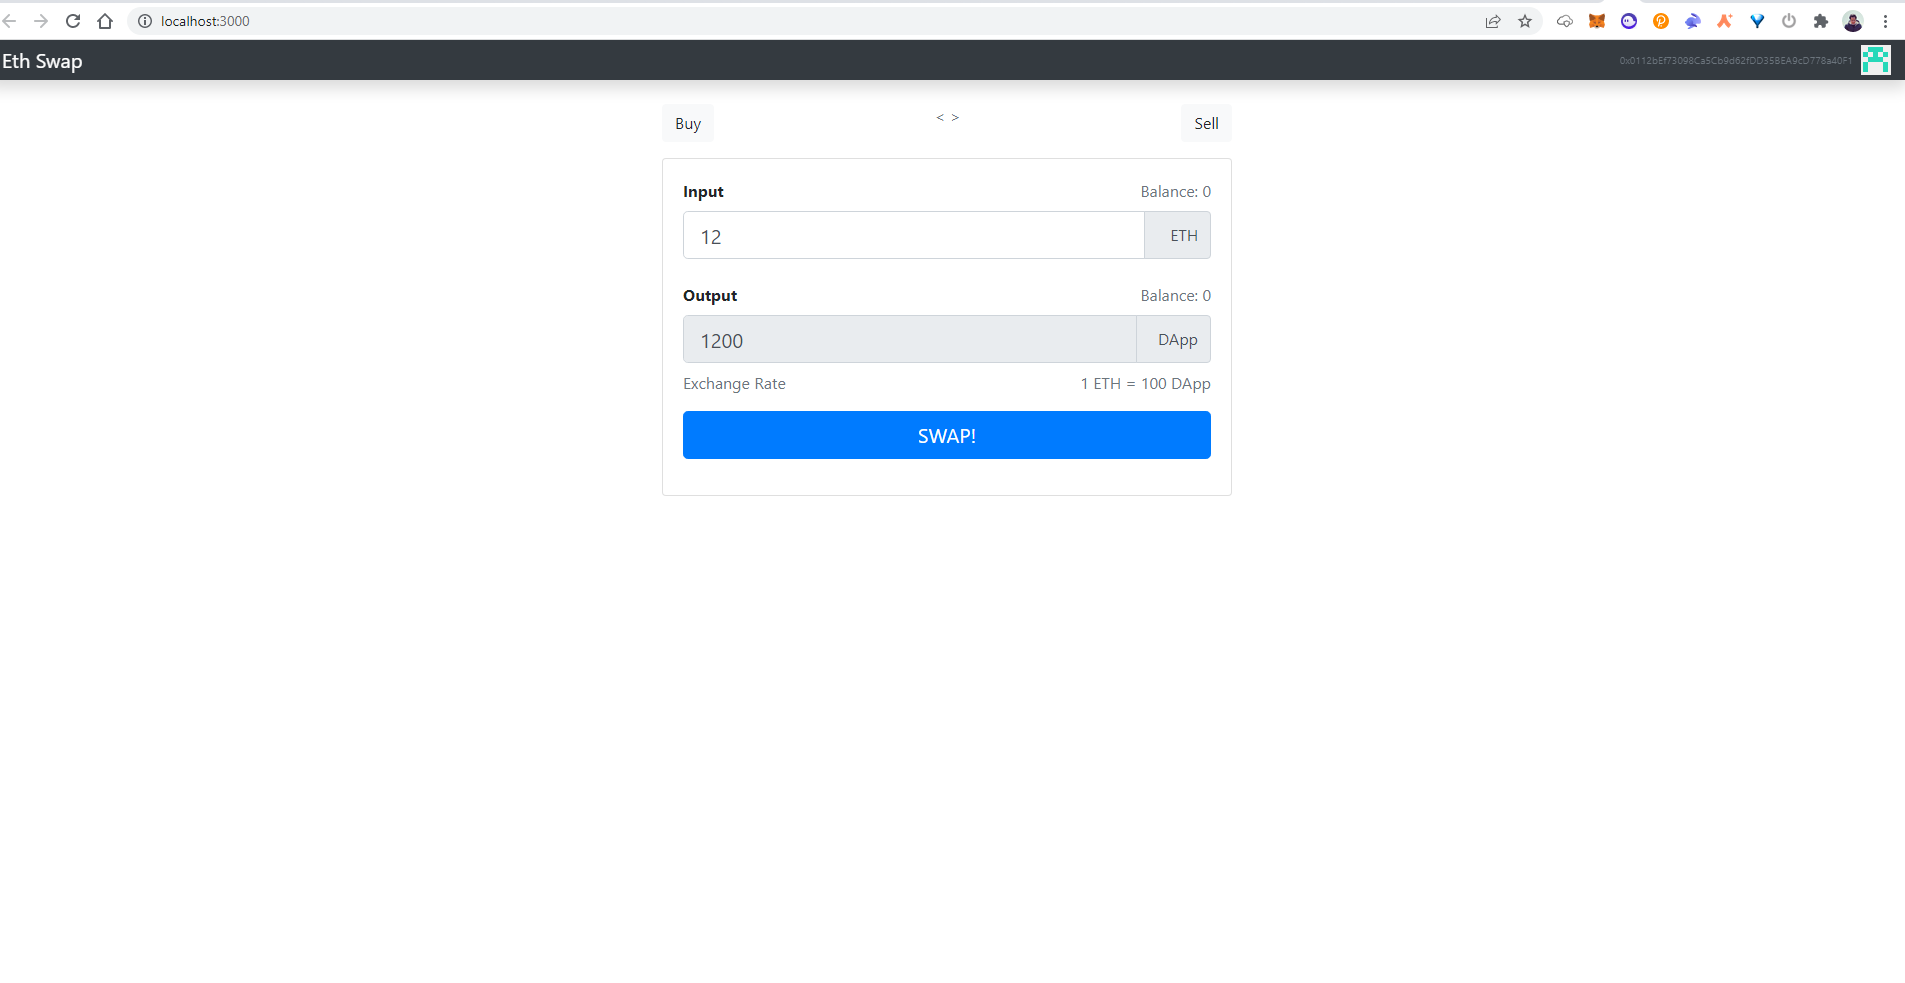 localhost:3000
Eth Swap
0x0112bEf73098Ca5Cb9d62fDD35BEA9cD778a40F1
Buy < > Sell
Input Balance: 0
12 ETH
Output Balance: 0
1200 DApp
Exchange Rate 1 ETH = 100 DApp
SWAP!